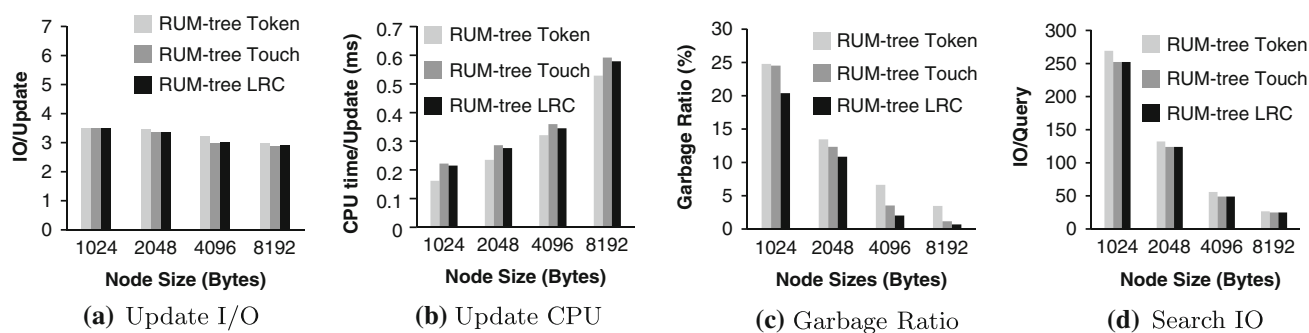 IO/Update
7
6
5
4
3
2
1
0
RUM-tree Token
RUM-tree Touch
RUM-tree LRC
1024 2048 4096 8192
Node Size (Bytes)
(a) Update I/O
CPU time/Update (ms)
0.7
0.6
0.5
0.4
0.3
0.2
0.1
0
RUM-tree Token
RUM-tree Touch
RUM-tree LRC
1024 2048 4096 8192
Node Size (Bytes)
(b) Update CPU
Garbage Ratio (%)
30
25
20
15
10
5
0
RUM-tree Token
RUM-tree Touch
RUM-tree LRC
1024 2048 4096 8192
Node Sizes (Bytes)
(c) Garbage Ratio
IO/Query
300
250
200
150
100
50
0
RUM-tree Token
RUM-tree Touch
RUM-tree LRC
1024 2048 4096 8192
Node Size (Bytes)
(d) Search IO